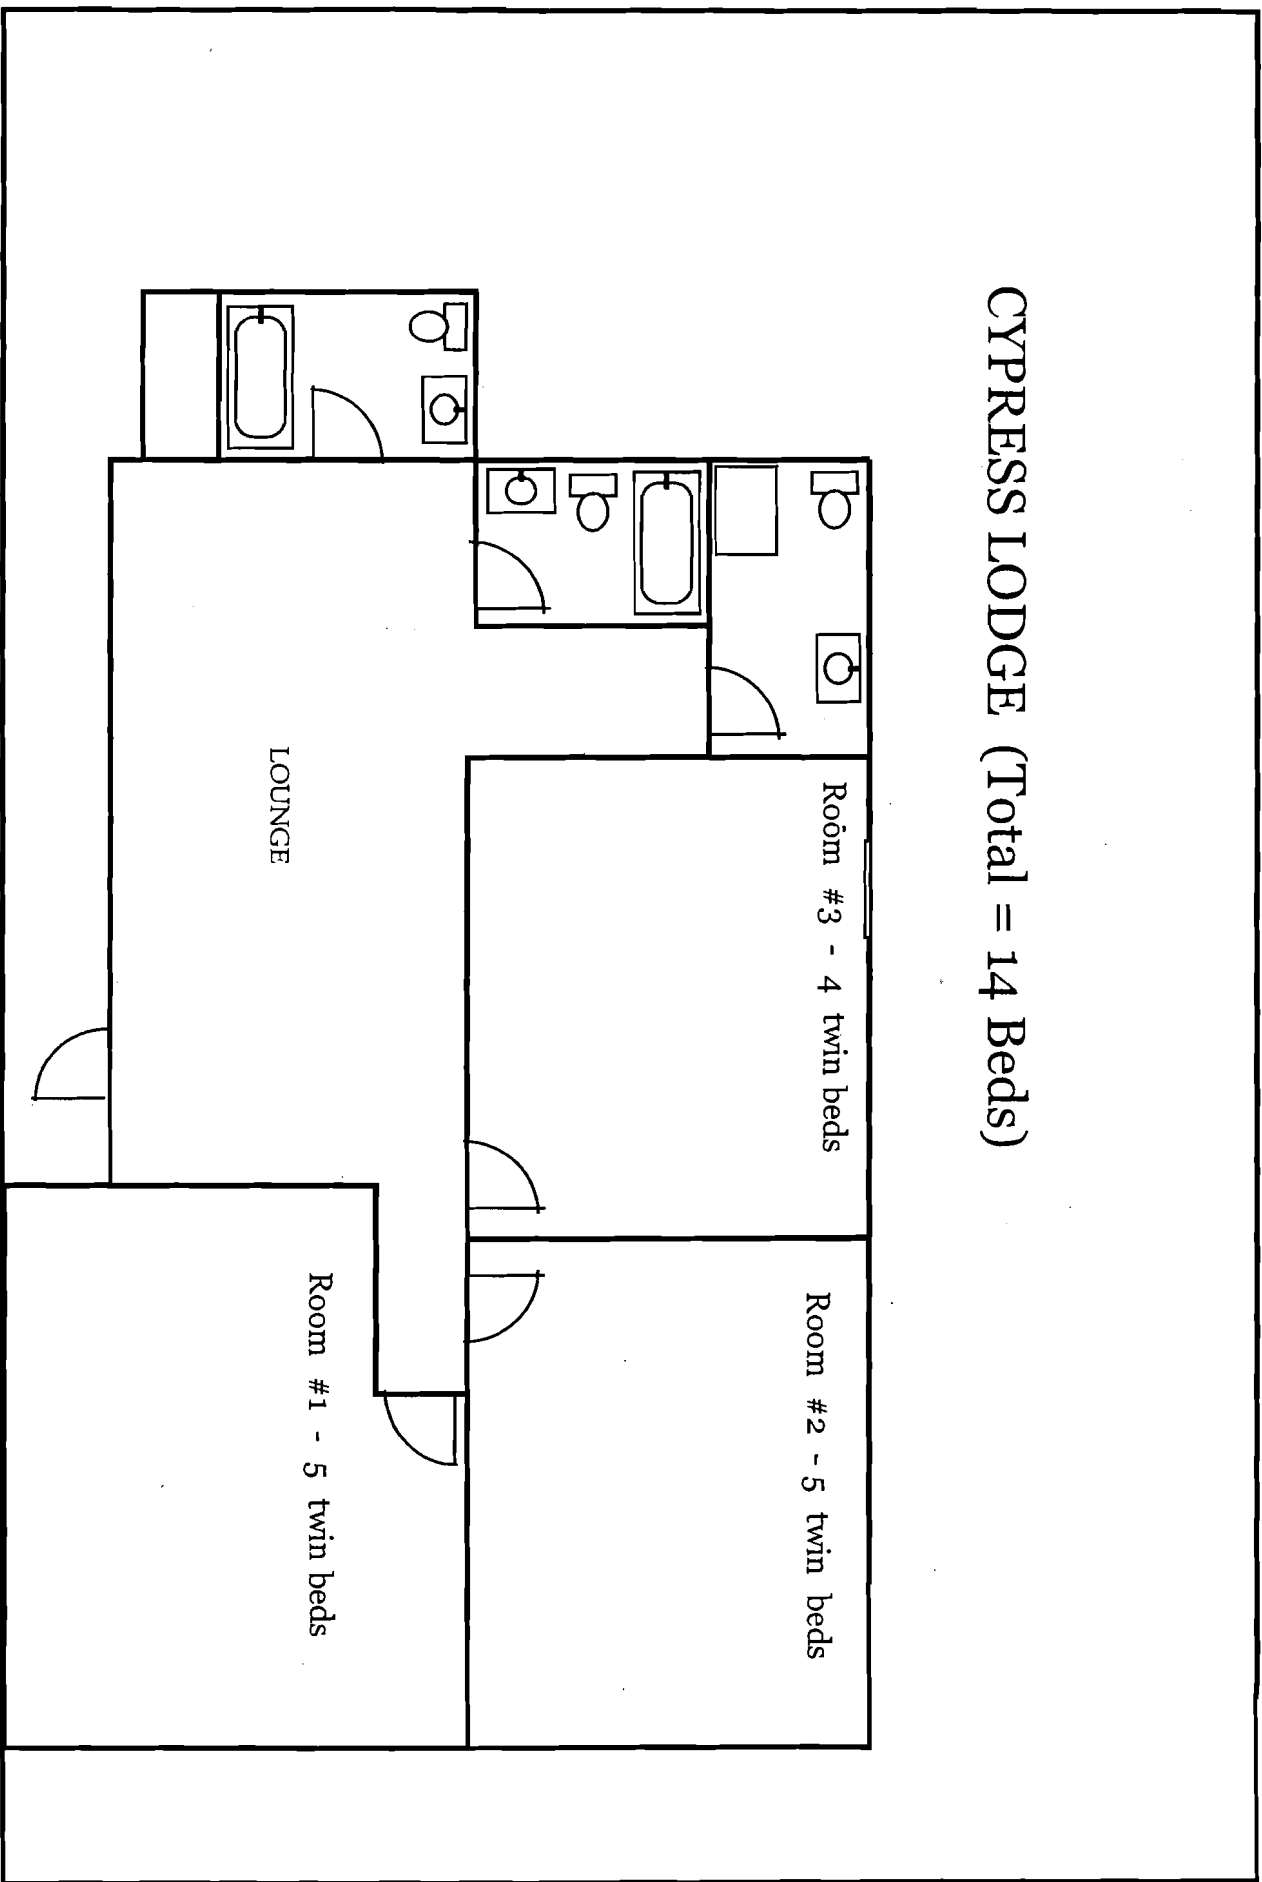 CYPRESS LODGE (Total = 14 Beds)
Room #3 - 4 twin beds
Room #2 - 5 twin beds
LOUNGE
Room #1 - 5 twin beds